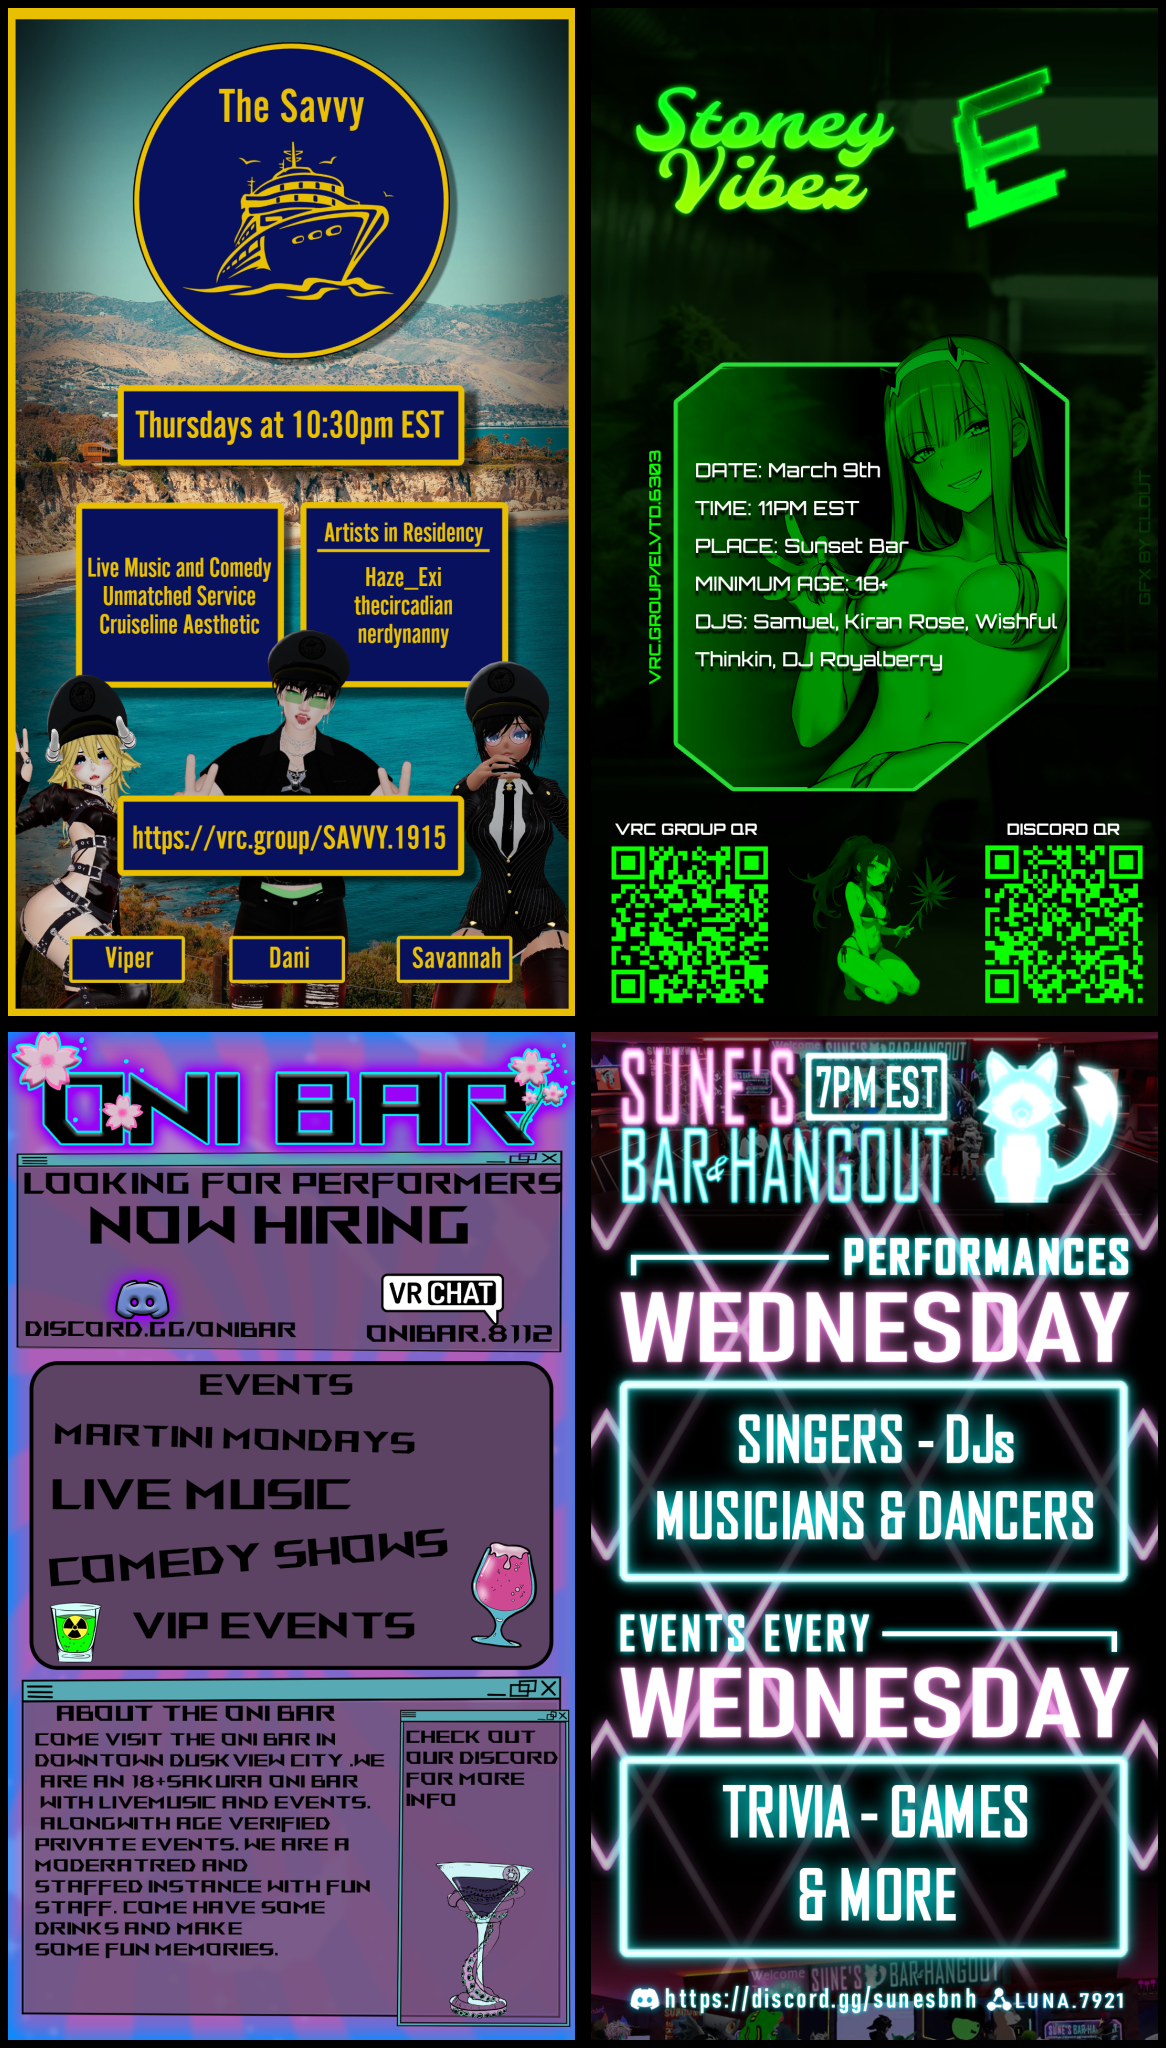 The Savvy
Thursdays at 10:30pm EST
Live Music and Comedy
Unmatched Service
Cruiseline Aesthetic
Artists in Residency
Haze_Exi
thecircadian
nerdynanny
https://vrc.group/SAVVY.1915
Viper
Dani
Savannah
Stoney
Vibez
E
VRC.GROUP/ELVTD.6303
DATE: March 9th
TIME: 11PM EST
PLACE: Sunset Bar
MINIMUM AGE: 18+
DJS: Samuel, Kiran Rose, Wishful
Thinkin, DJ Royalberry
GFX BY CLOUT
VRC GROUP QR
DISCORD QR
ONI BAR
LOOKING FOR PERFORMERS
NOW HIRING
DISCORD.GG/ONIBAR
VR CHAT
ONIBAR.8112
EVENTS
MARTINI MONDAYS
LIVE MUSIC
COMEDY SHOWS
VIP EVENTS
ABOUT THE ONI BAR
COME VISIT THE ONI BAR IN
DOWNTOWN DUSKVIEW CITY .WE
ARE AN 18+SAKURA ONI BAR
WITH LIVEMUSIC AND EVENTS.
ALONGWITH AGE VERIFIED
PRIVATE EVENTS. WE ARE A
MODERATRED AND
STAFFED INSTANCE WITH FUN
STAFF. COME HAVE SOME
DRINKS AND MAKE
SOME FUN MEMORIES.
CHECK OUT
OUR DISCORD
FOR MORE
INFO
SUNE'S
7PM EST
BAR & HANGOUT
PERFORMANCES
WEDNESDAY
SINGERS - DJs
MUSICIANS & DANCERS
EVENTS EVERY
WEDNESDAY
TRIVIA - GAMES
& MORE
Welcome
SUNE'S BAR & HANGOUT
https://discord.gg/sunesbnh
LUNA.7921